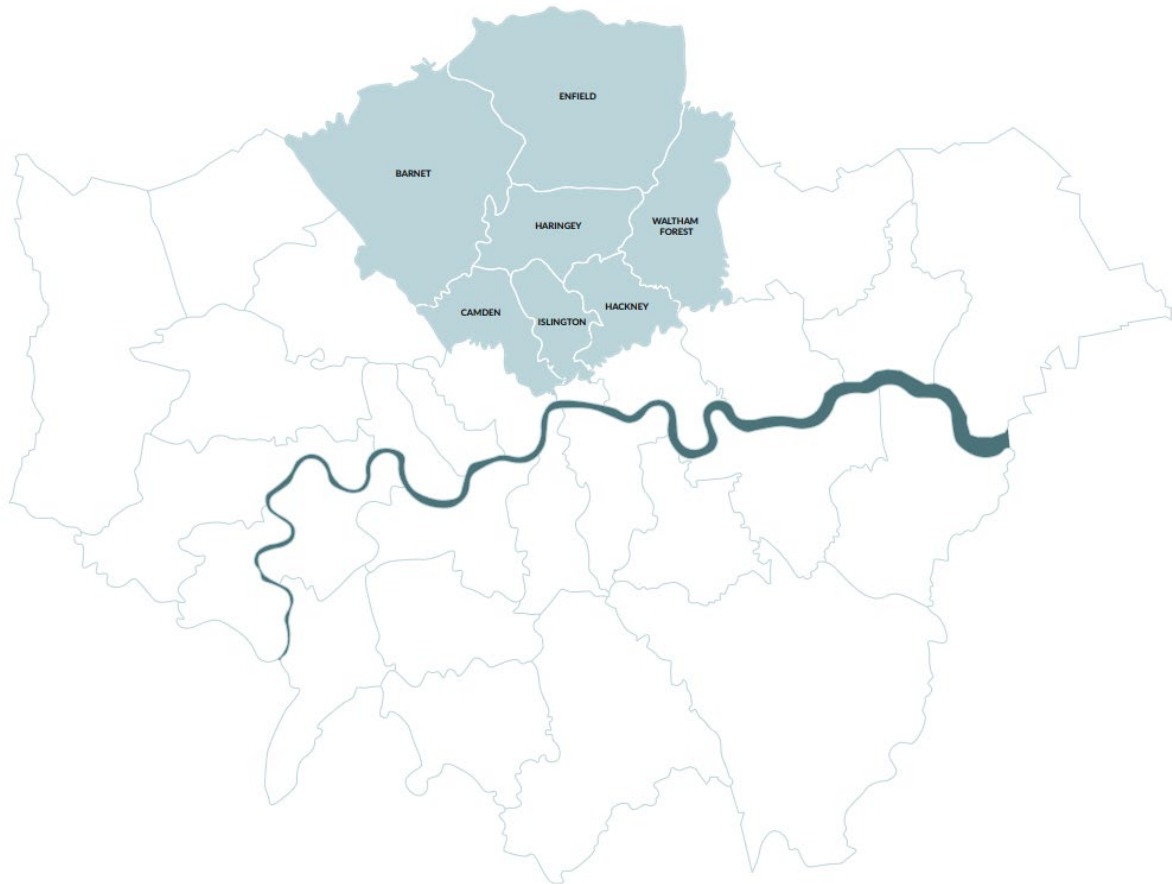 ENFIELD
BARNET
WALTHAM
FOREST
HARINGEY
HACKNEY
CAMDEN
ISLINGTON